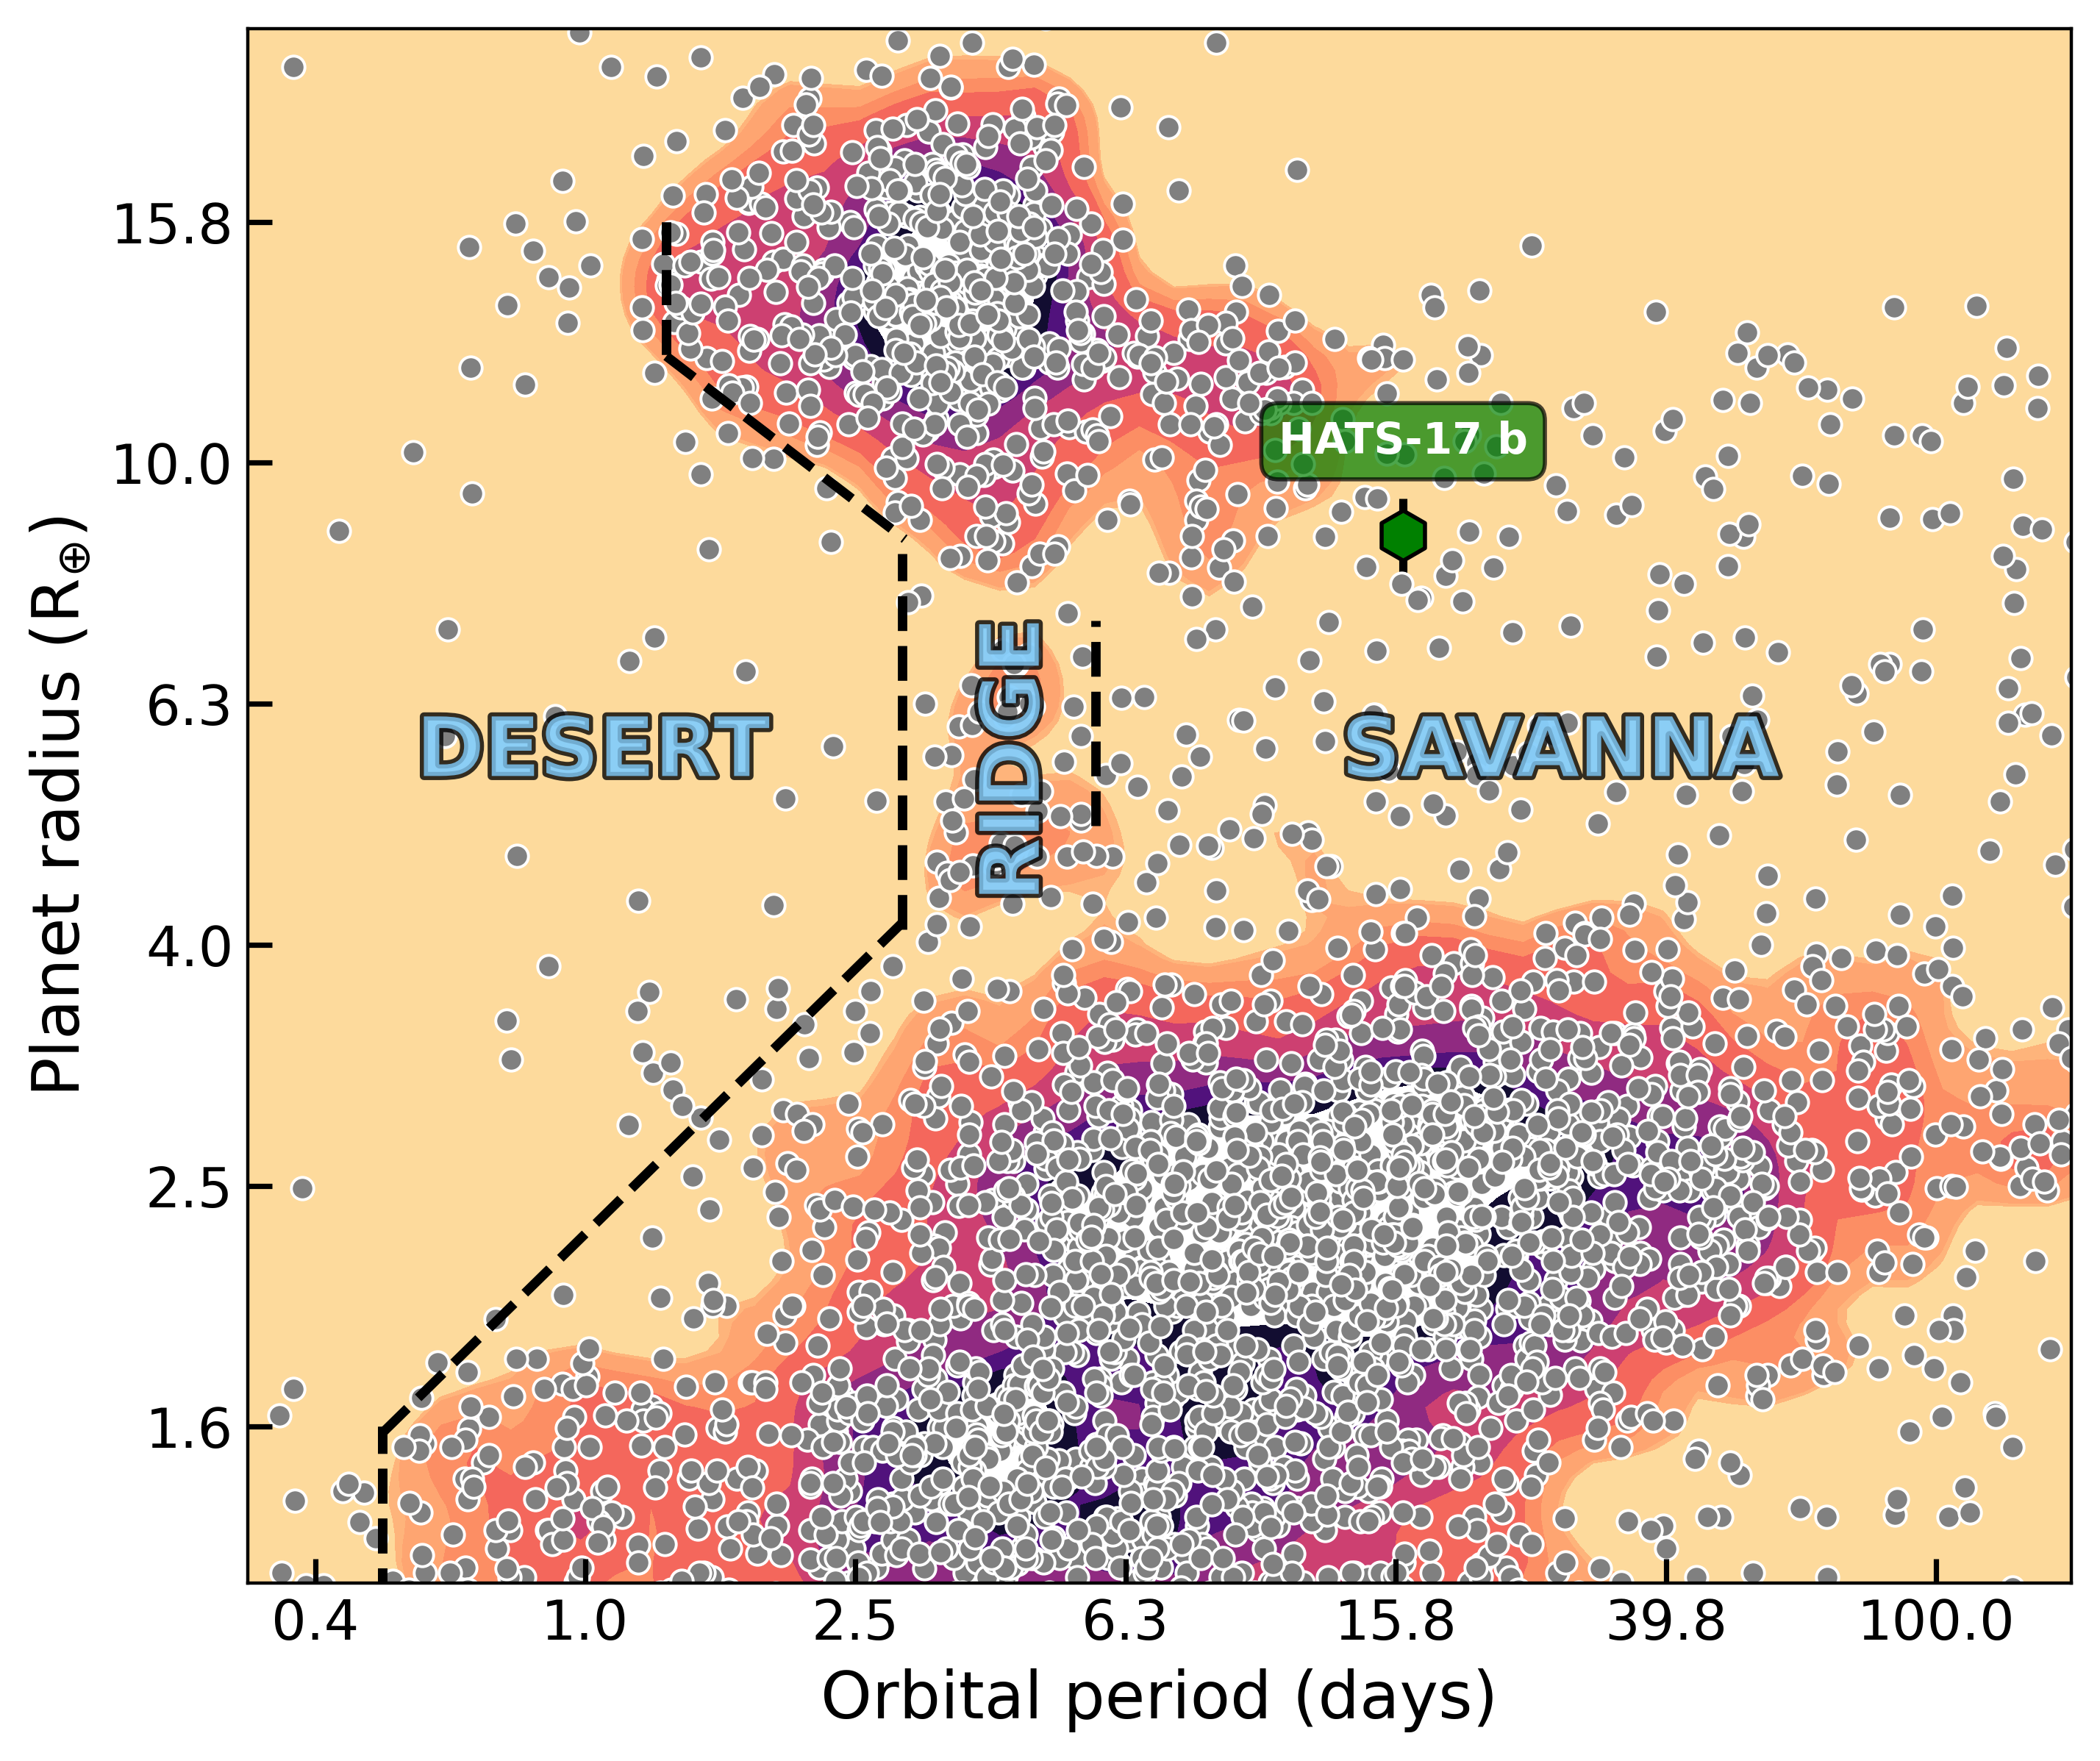 15.8
10.0
6.3
4.0
2.5
1.6
Planet radius (R⊕)
HATS-17 b
DESERT
RIDGE
SAVANNA
0.4 1.0 2.5 6.3 15.8 39.8 100.0
Orbital period (days)